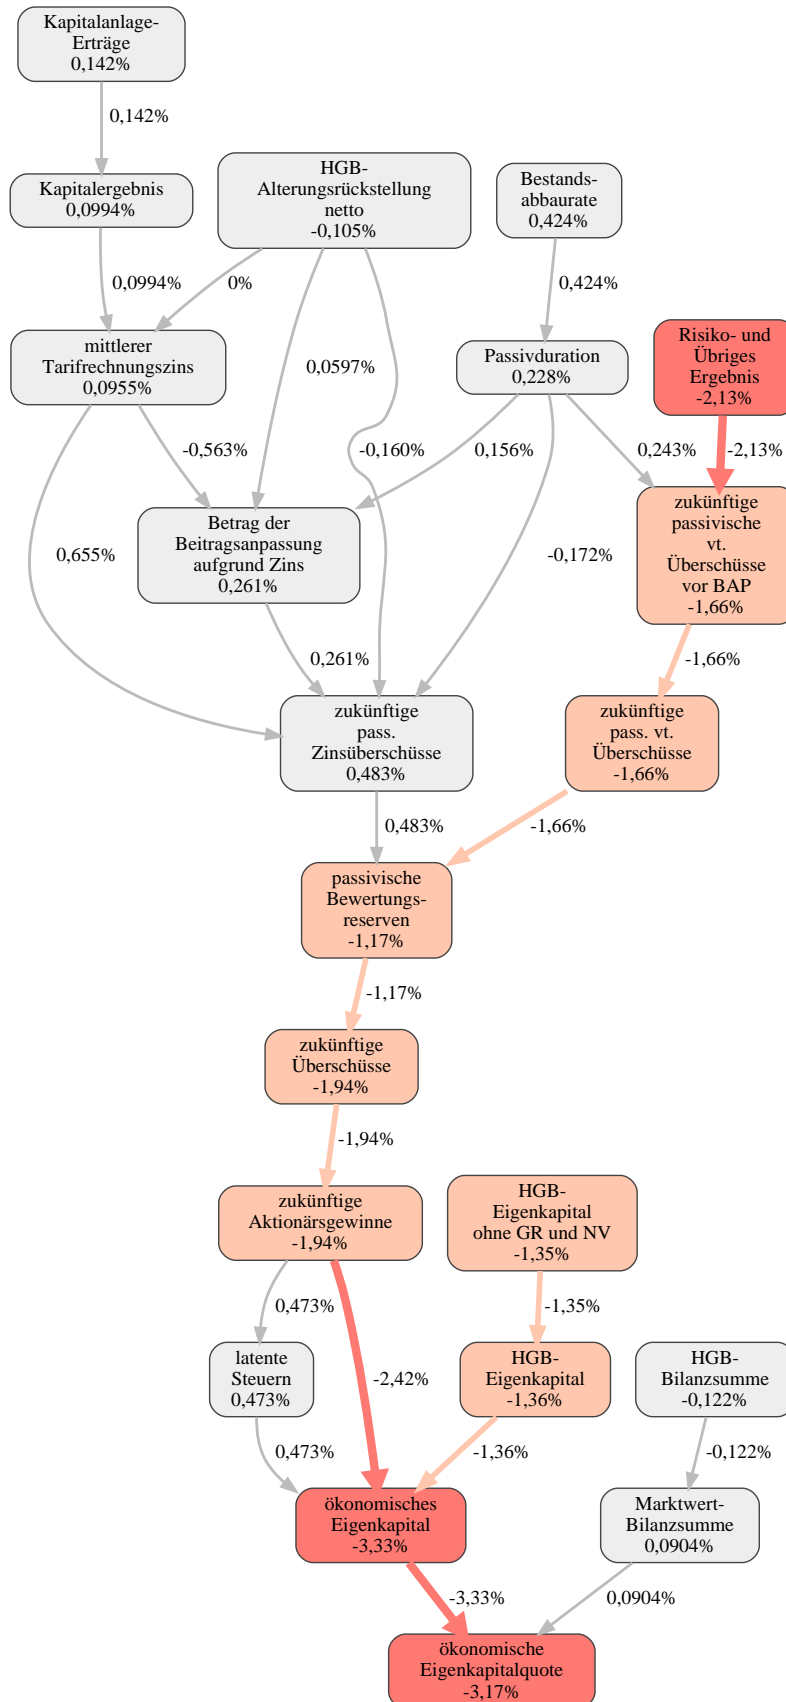 Kapitalanlage-
Erträge
0,142%
0,142%
Kapitalergebnis
0,0994%
HGB-
Alterungsrückstellung
netto
-0,105%
Bestands-
abbaurate
0,424%
0,0994%
0%
0,424%
mittlerer
Tarifrechnungszins
0,0955%
0,0597%
Passivduration
0,228%
Risiko- und
Übriges
Ergebnis
-2,13%
-0,563%
-0,160%
0,156%
0,243%
-2,13%
Betrag der
Beitragsanpassung
aufgrund Zins
0,261%
zukünftige
passivische
vt.
Überschüsse
vor BAP
-1,66%
0,655%
-0,172%
0,261%
-1,66%
zukünftige
pass.
Zinsüberschüsse
0,483%
zukünftige
pass. vt.
Überschüsse
-1,66%
0,483%
-1,66%
passivische
Bewertungs-
reserven
-1,17%
-1,17%
zukünftige
Überschüsse
-1,94%
-1,94%
zukünftige
Aktionärsgewinne
-1,94%
HGB-
Eigenkapital
ohne GR und NV
-1,35%
0,473%
-1,35%
latente
Steuern
0,473%
-2,42%
HGB-
Eigenkapital
-1,36%
HGB-
Bilanzsumme
-0,122%
0,473%
-1,36%
-0,122%
ökonomisches
Eigenkapital
-3,33%
Marktwert-
Bilanzsumme
0,0904%
-3,33%
0,0904%
ökonomische
Eigenkapitalquote
-3,17%